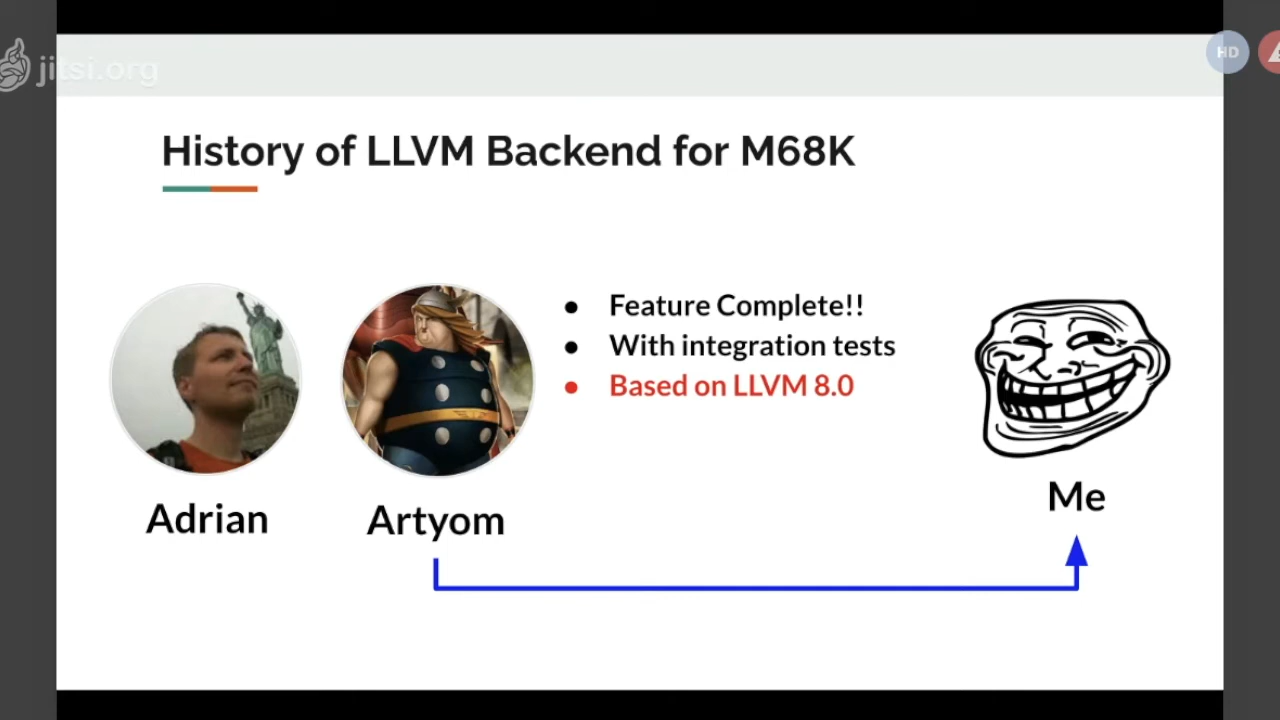 jitsi.org
HD
History of LLVM Backend for M68K
● Feature Complete!!
● With integration tests
● Based on LLVM 8.0
Adrian
Artyom
Me